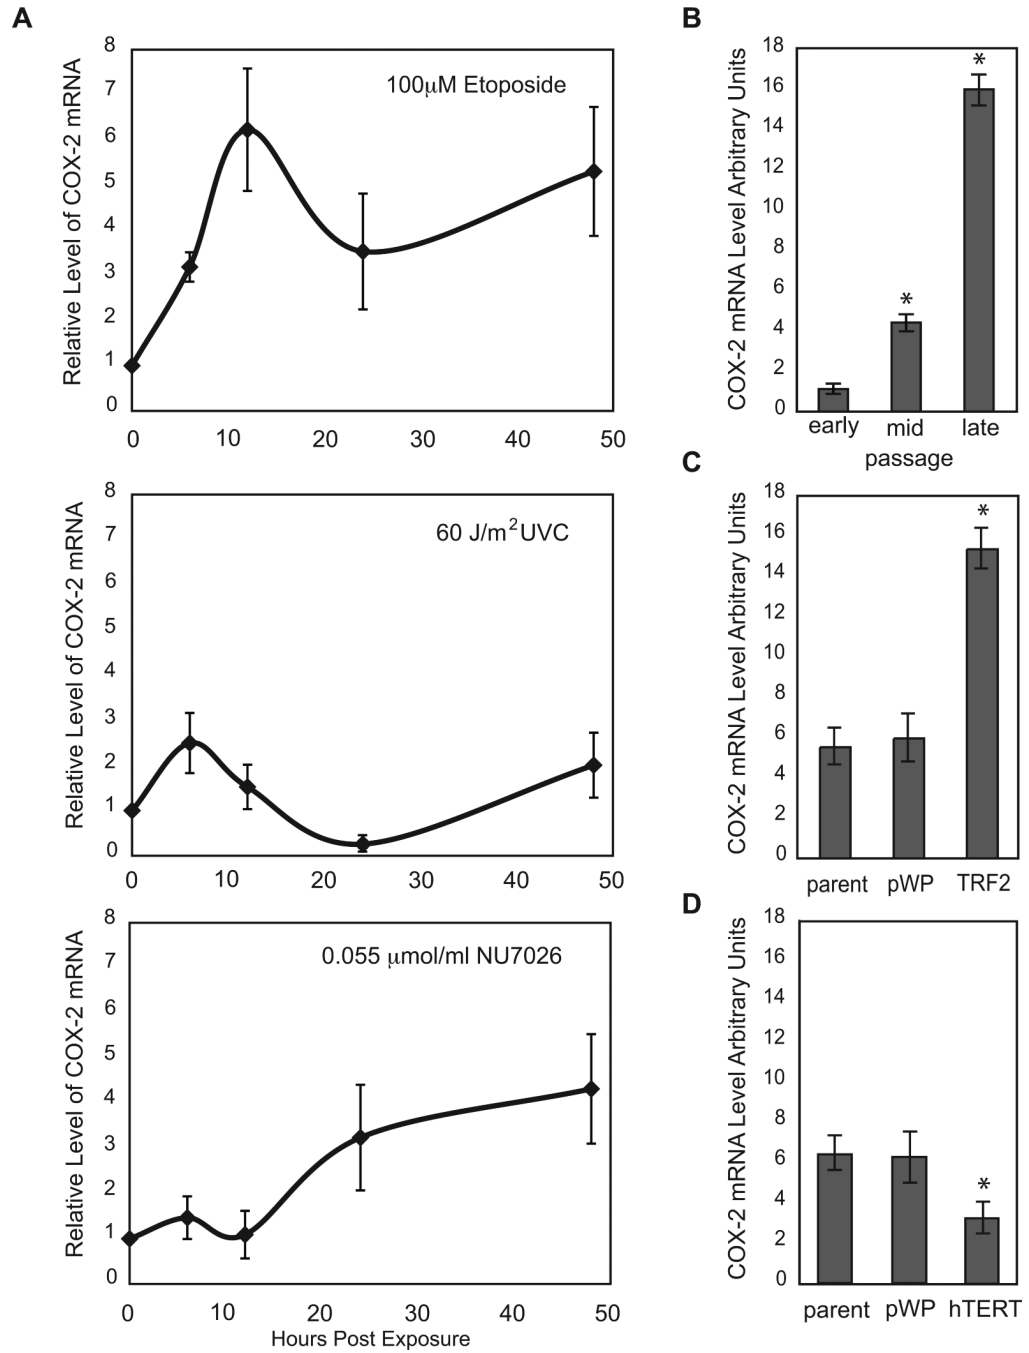 A
Relative Level of COX-2 mRNA
8
7
6
5
4
3
2
1
0
100μM Etoposide
0 10 20 30 40 50
Relative Level of COX-2 mRNA
8
7
6
5
4
3
2
1
0
60 J/m2UVC
0 10 20 30 40 50
Relative Level of COX-2 mRNA
8
7
6
5
4
3
2
1
0
0.055 μmol/ml NU7026
0 10 20 30 40 50
Hours Post Exposure
B
COX-2 mRNA Level Arbitrary Units
18
16
14
12
10
8
6
4
2
0
*
*
early mid late
passage
C
COX-2 mRNA Level Arbitrary Units
18
16
14
12
10
8
6
4
2
0
*
parent pWP TRF2
D
COX-2 mRNA Level Arbitrary Units
18
16
14
12
10
8
6
4
2
0
*
parent pWP hTERT